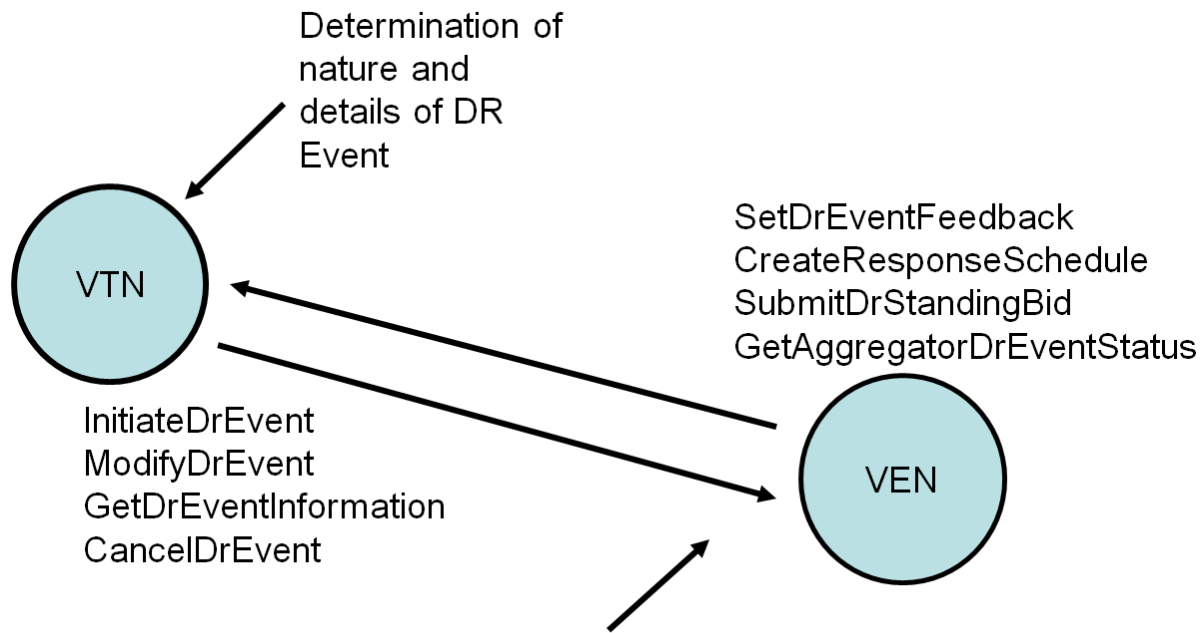 Determination of
nature and
details of DR
Event
VTN
SetDrEventFeedback
CreateResponseSchedule
SubmitDrStandingBid
GetAggregatorDrEventStatus
InitiateDrEvent
ModifyDrEvent
GetDrEventInformation
CancelDrEvent
VEN